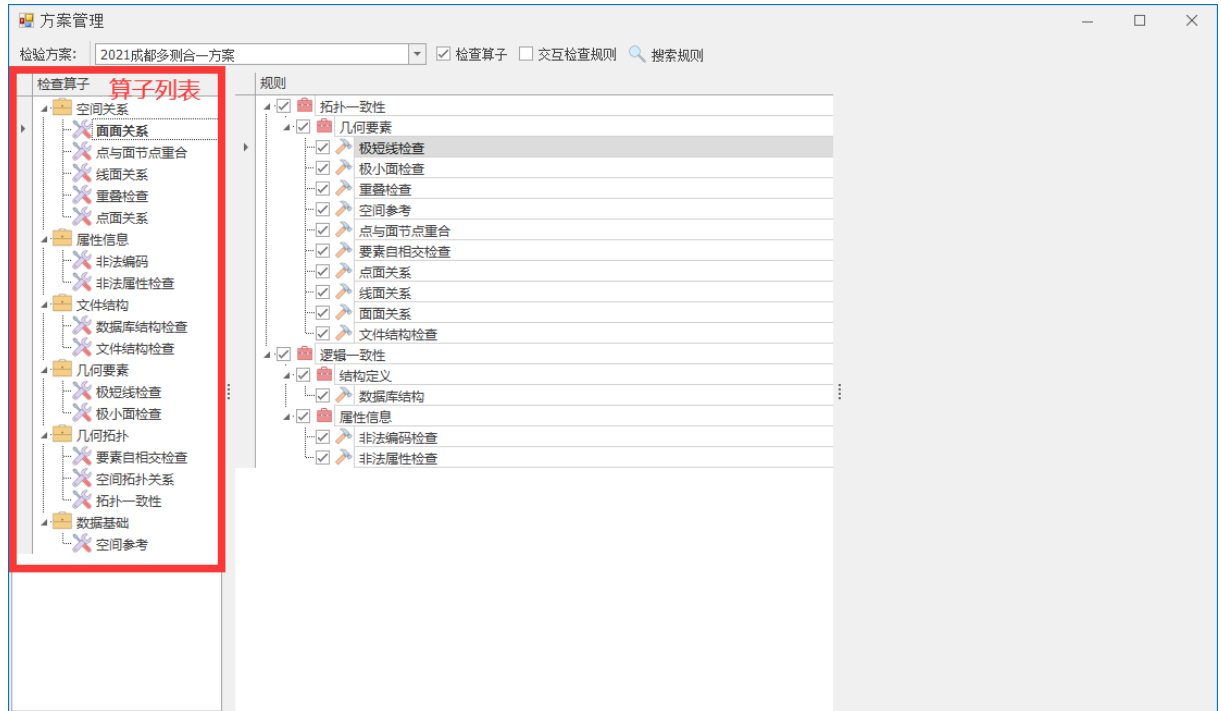 方案管理
检验方案: 2021成都多测合一方案 检查算子 交互检查规则 搜索规则
检查算子 算子列表
空间关系
面面关系
点与面节点重合
线面关系
重叠检查
点面关系
属性信息
非法编码
非法属性检查
文件结构
数据库结构检查
文件结构检查
几何要素
极短线检查
极小面检查
几何拓扑
要素自相交检查
空间拓扑关系
拓扑一致性
数据基础
空间参考
规则
拓扑一致性
几何要素
极短线检查
极小面检查
重叠检查
空间参考
点与面节点重合
要素自相交检查
点面关系
线面关系
面面关系
文件结构检查
逻辑一致性
结构定义
数据库结构
属性信息
非法编码检查
非法属性检查